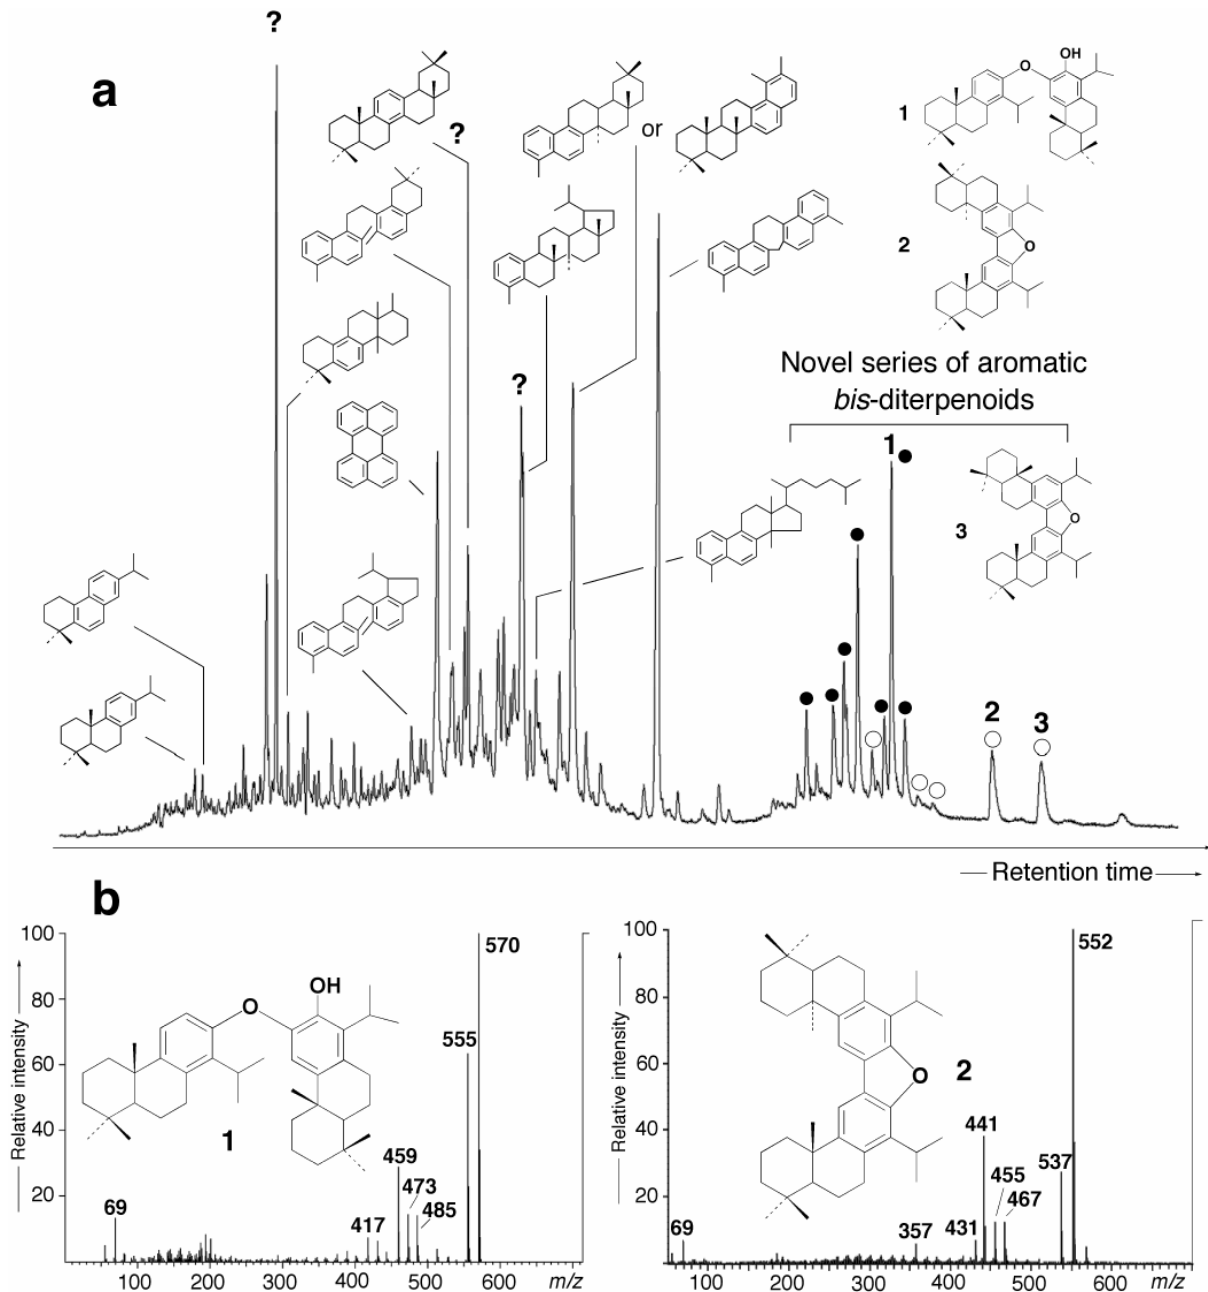 ?
a
?
or
OH
O
1
O
2
Novel series of aromatic
bis-diterpenoids
?
1
O
3
2
3
Retention time
b
100
80
60
40
20
Relative intensity
570
555
459
473
485
417
69
OH
O
1
100 200 300 400 500 600 m/z
100
80
60
40
20
Relative intensity
552
537
441
455
467
431
357
69
O
2
100 200 300 400 500 600 m/z